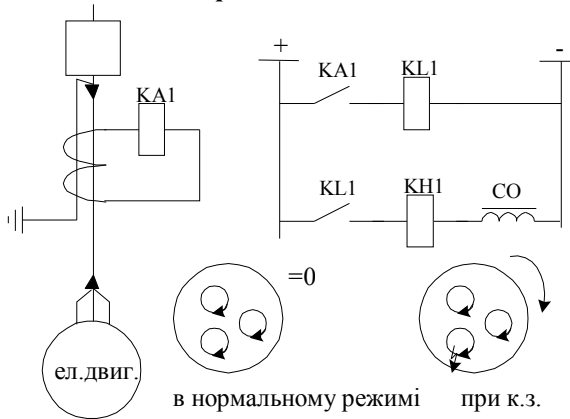 + -
KA1 KL1
KA1
KL1 KH1 CO
=0
ел.двиг.
в нормальному режимі при к.з.